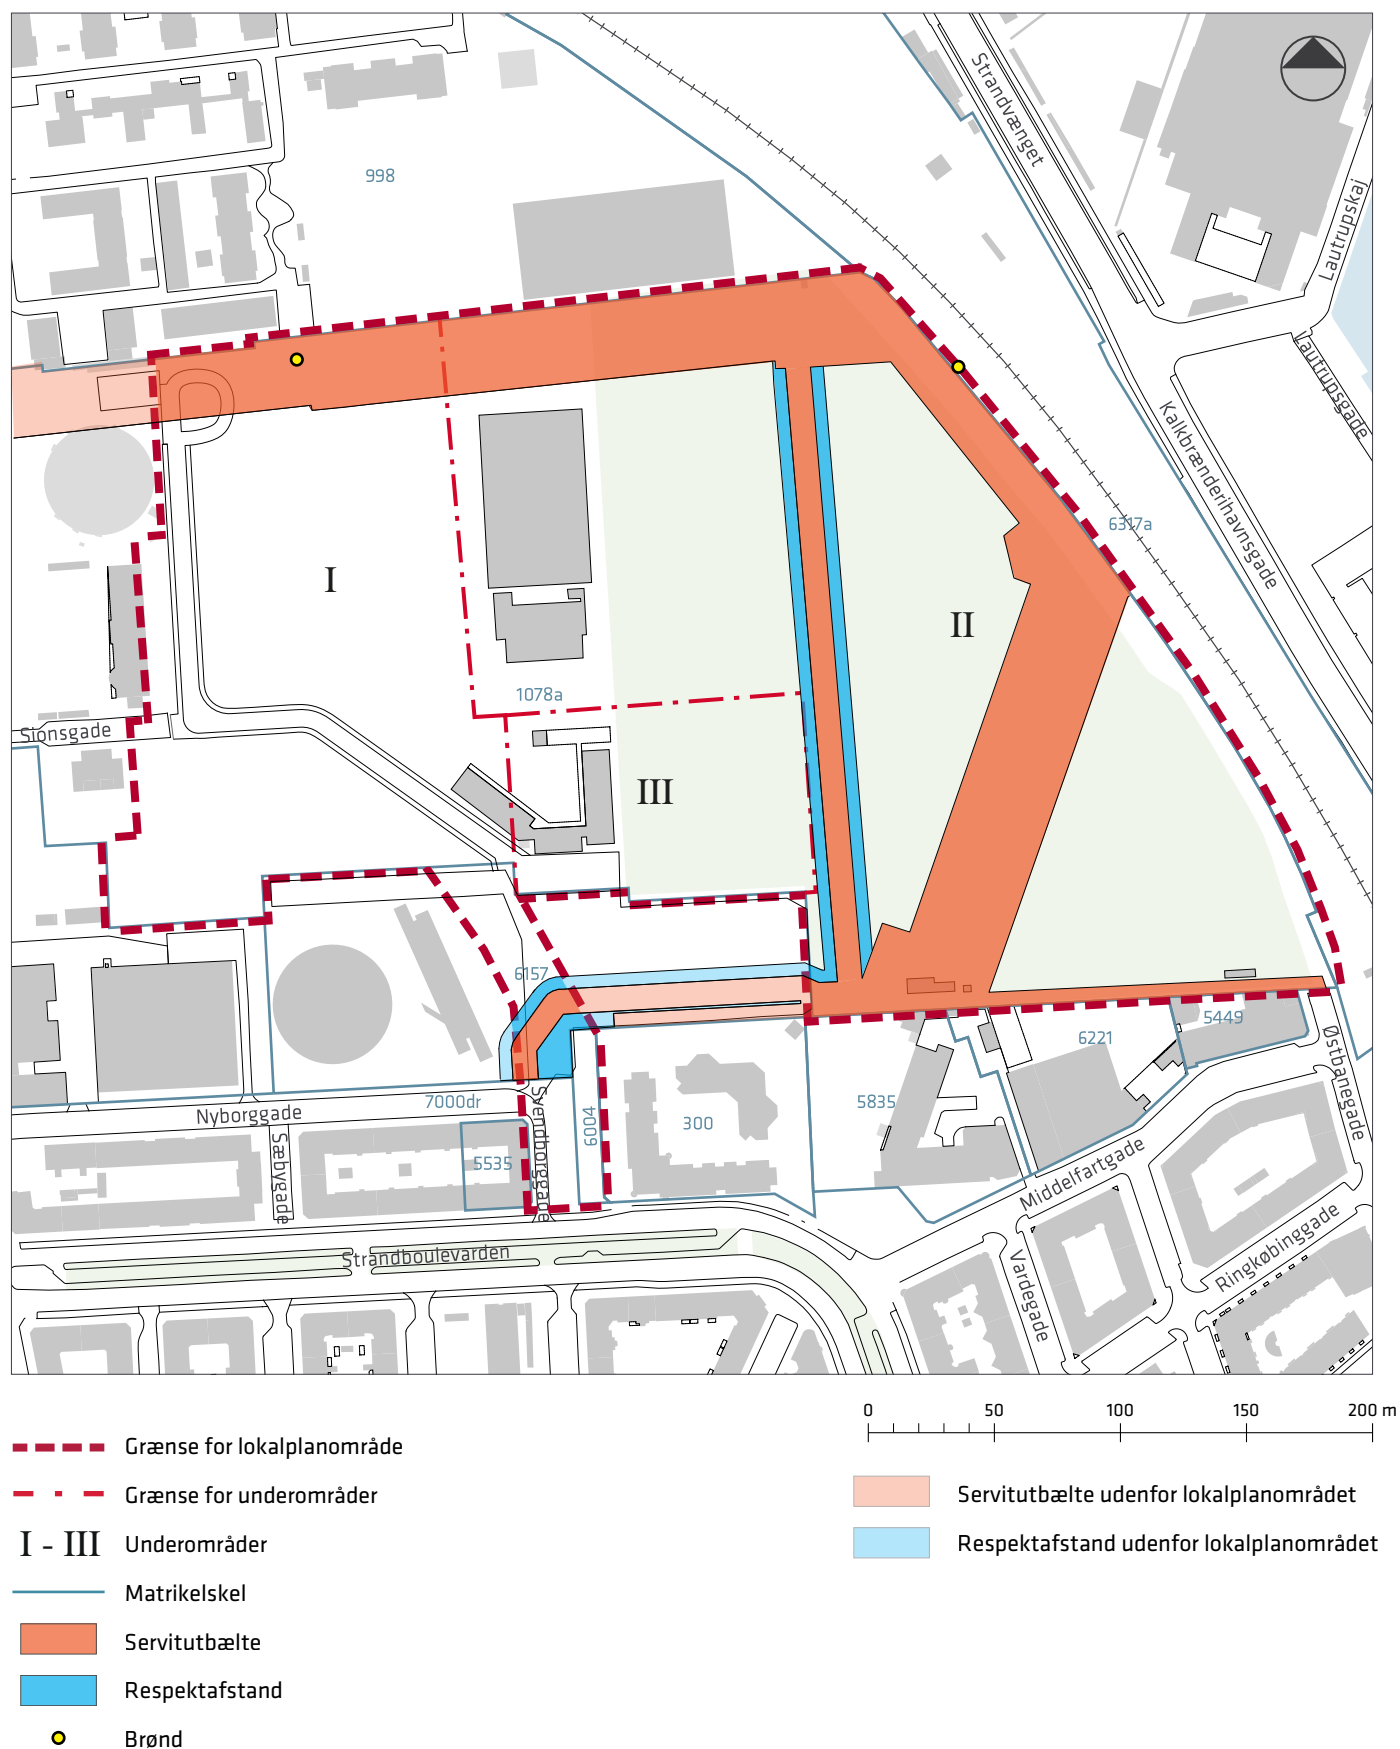 Strandvænget
Lautrupskaj
998
Lautrupsgade
Kalkbrænderihavnsgade
6317a
I
II
1078a
Sionsgade
III
6157
5449
6221
Østbanegade
Nyborggade
7000dr
Svendborggade
6004
300
5835
Sæbygade
5535
Middelfartgade
Strandboulevarden
Vardegade
Ringkøbinggade
0 50 100 150 200 m
Grænse for lokalplanområde
Grænse for underområder
I - III Underområder
Matrikelskel
Servitutbælte
Respektafstand
Brønd
Servitutbælte udenfor lokalplanområdet
Respektafstand udenfor lokalplanområdet